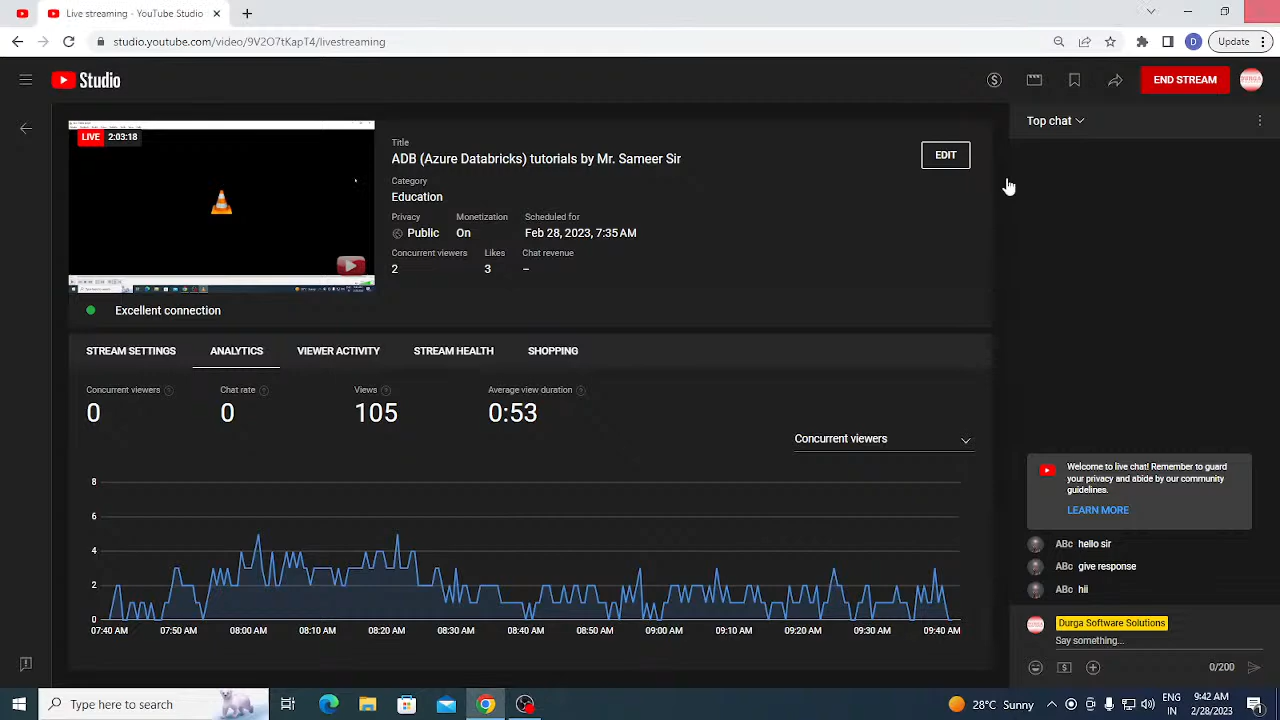 Live streaming - YouTube Studio
studio.youtube.com/video/9V2O7tKapT4/livestreaming
D
Update
Studio
END STREAM
LIVE 2:03:18
Title
ADB (Azure Databricks) tutorials by Mr. Sameer Sir
EDIT
Category
Education
Privacy Monetization Scheduled for
Public On Feb 28, 2023, 7:35 AM
Concurrent viewers Likes Chat revenue
2 3 –
Excellent connection
STREAM SETTINGS ANALYTICS VIEWER ACTIVITY STREAM HEALTH SHOPPING
Concurrent viewers Chat rate Views Average view duration
0 0 105 0:53
Concurrent viewers
8
6
4
2
0
07:40 AM 07:50 AM 08:00 AM 08:10 AM 08:20 AM 08:30 AM 08:40 AM 08:50 AM 09:00 AM 09:10 AM 09:20 AM 09:30 AM 09:40 AM
Top chat
Welcome to live chat! Remember to guard
your privacy and abide by our community
guidelines.
LEARN MORE
ABc hello sir
ABc give response
ABc hii
Durga Software Solutions
Say something...
0/200
Type here to search
28°C Sunny
ENG
IN
9:42 AM
2/28/2023